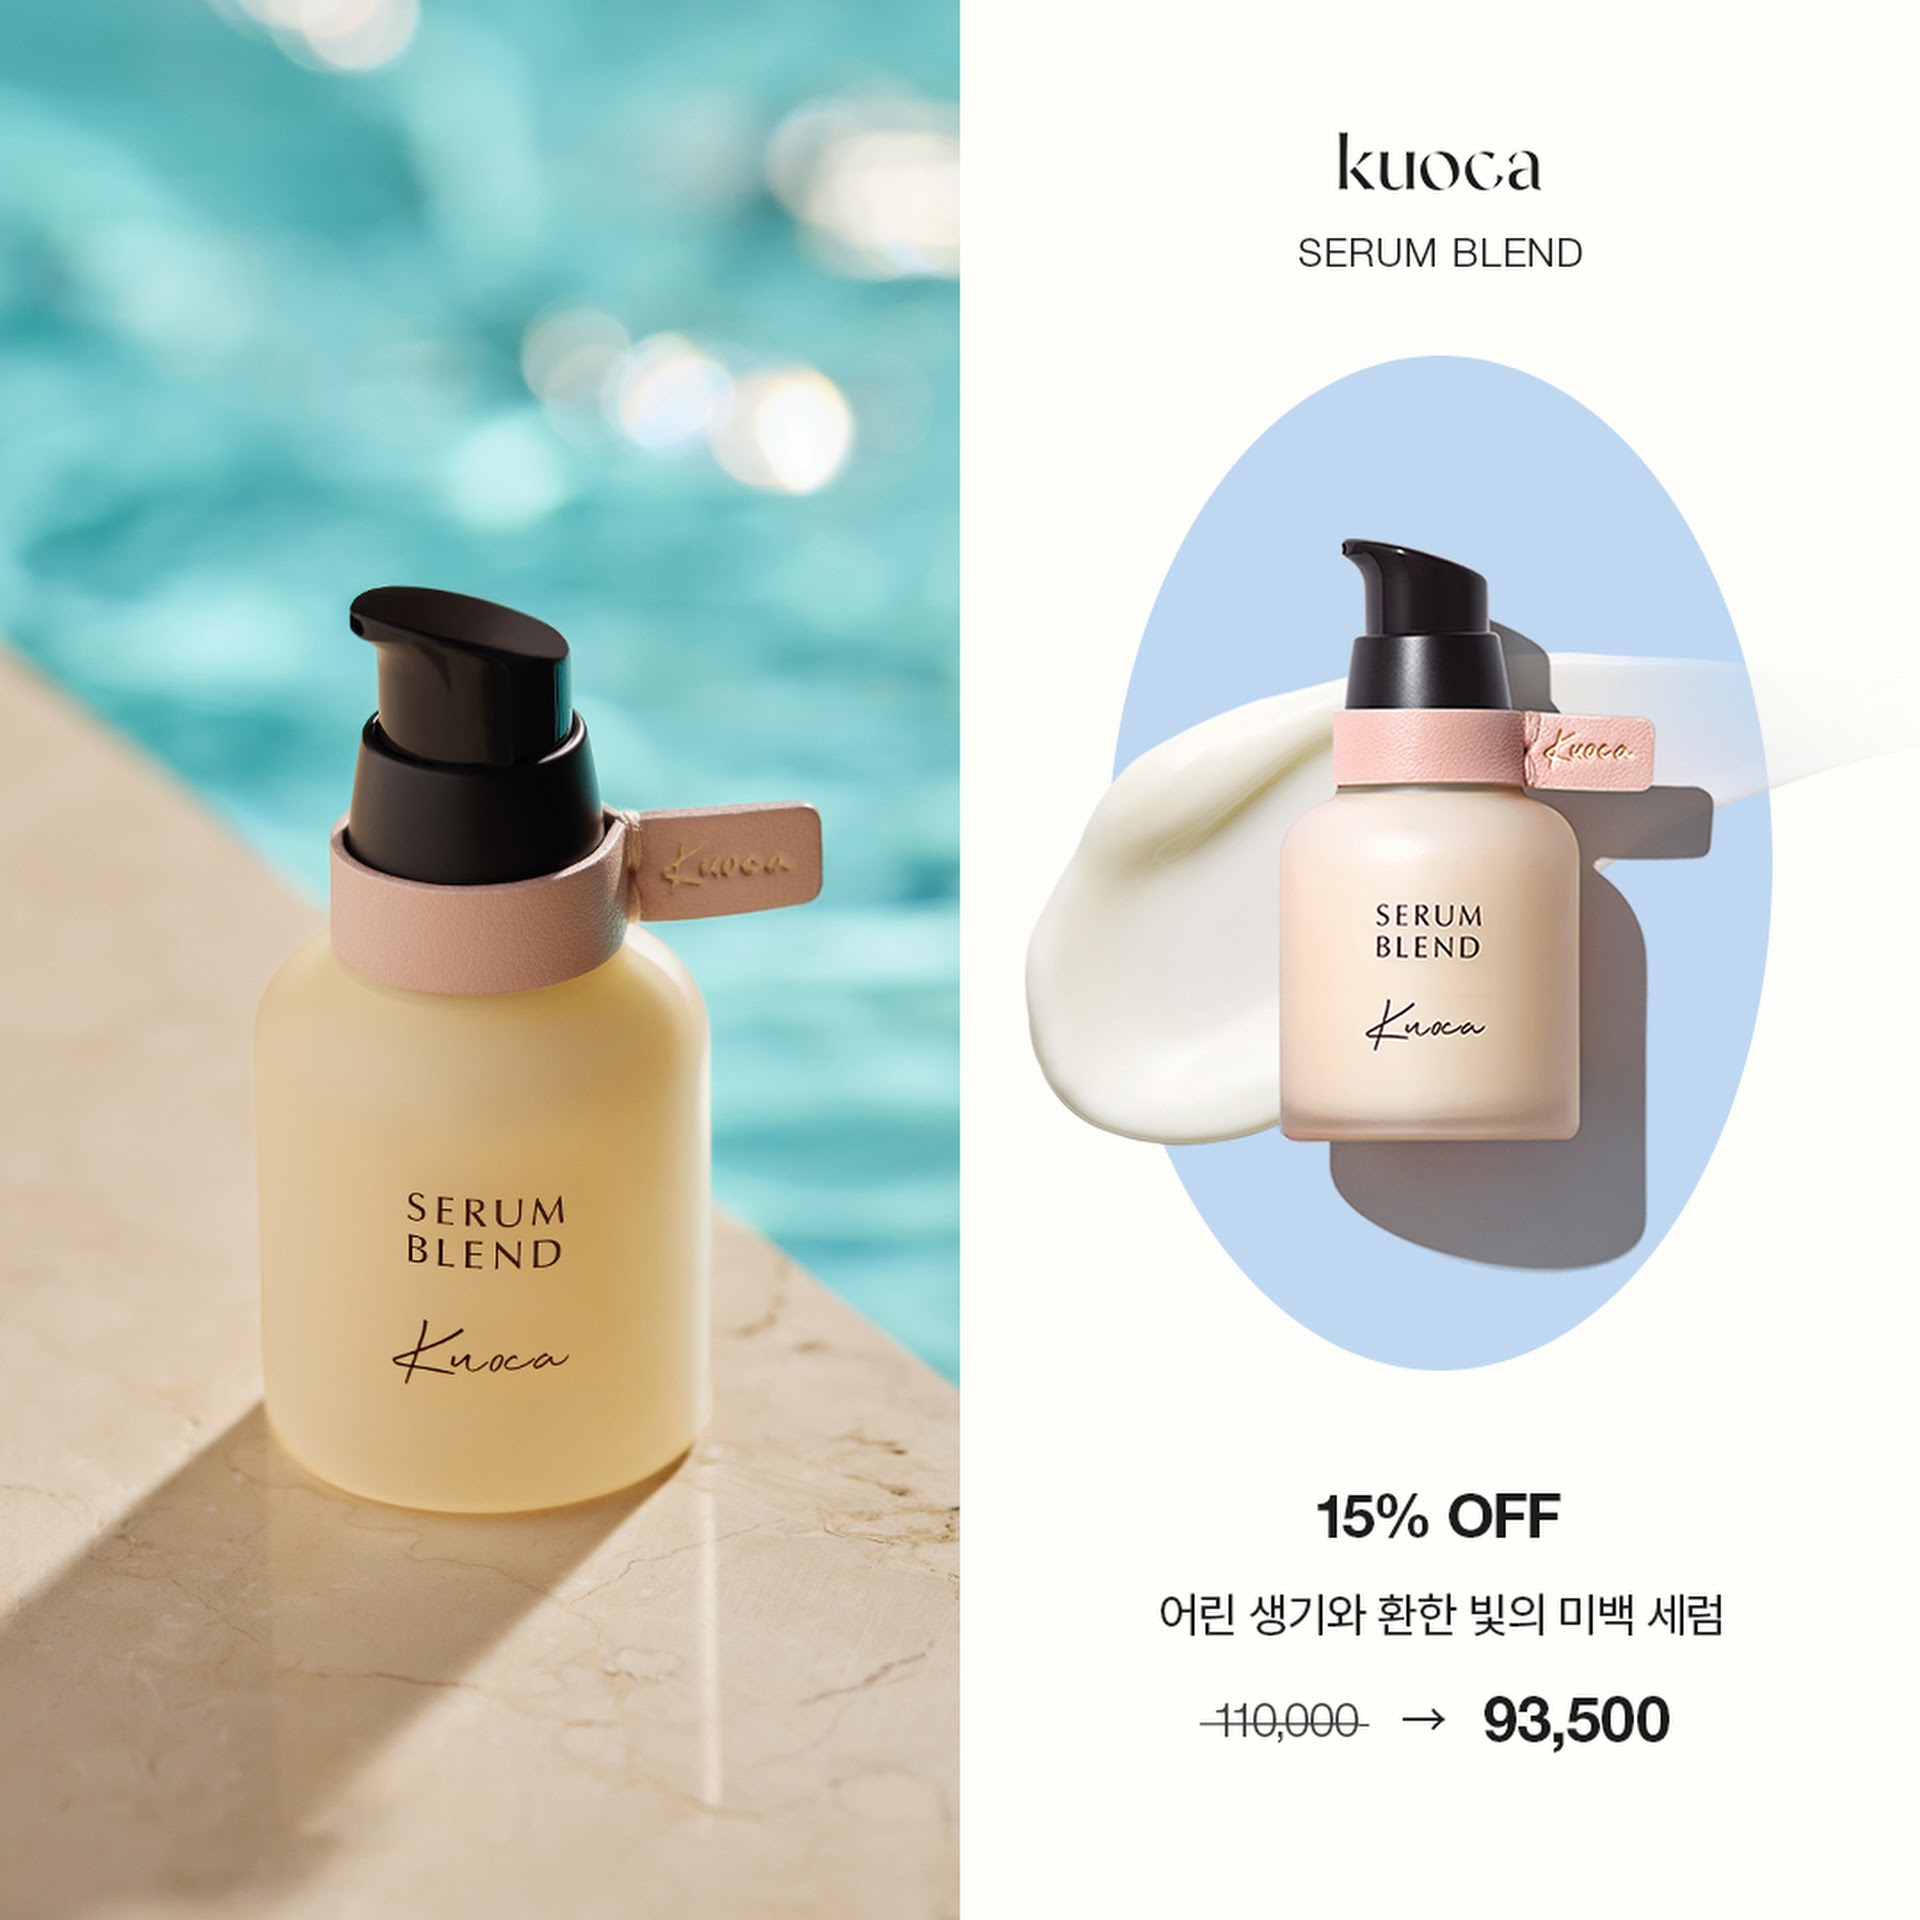 Kuoca
SERUM
BLEND
Kuoca
kuoca
SERUM BLEND
Kuoca
SERUM
BLEND
Kuoca
15% OFF
어린 생기와 환한 빛의 미백 세럼
110,000 → 93,500